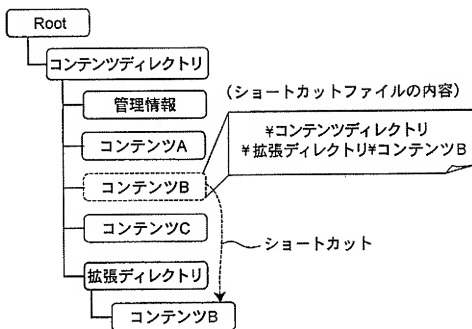 Root
コンテンツディレクトリ
管理情報
(ショートカットファイルの内容)
¥コンテンツディレクトリ
¥拡張ディレクトリ¥コンテンツB
コンテンツA
コンテンツB
コンテンツC
ショートカット
拡張ディレクトリ
コンテンツB